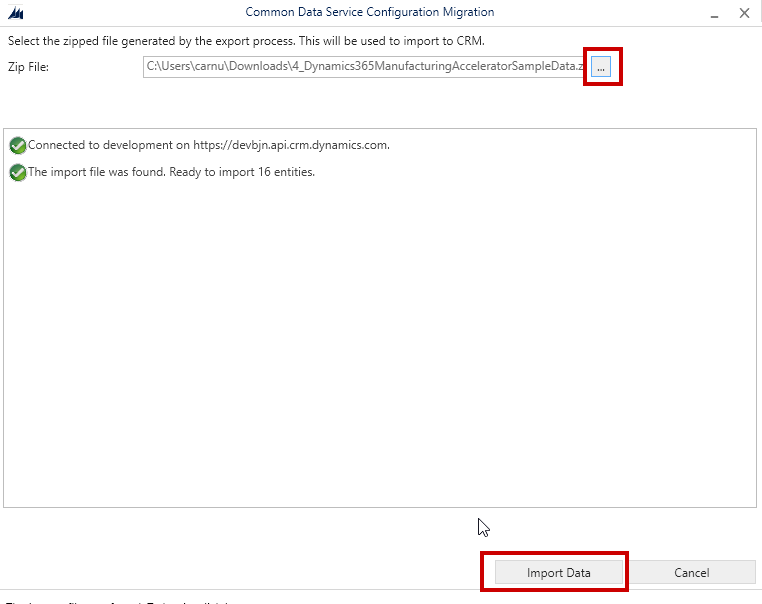 Common Data Service Configuration Migration
Select the zipped file generated by the export process. This will be used to import to CRM.
Zip File: C:\Users\carnu\Downloads\4_Dynamics365ManufacturingAcceleratorSampleData.z ...
Connected to development on https://devbjn.api.crm.dynamics.com.
The import file was found. Ready to import 16 entities.
Import Data Cancel